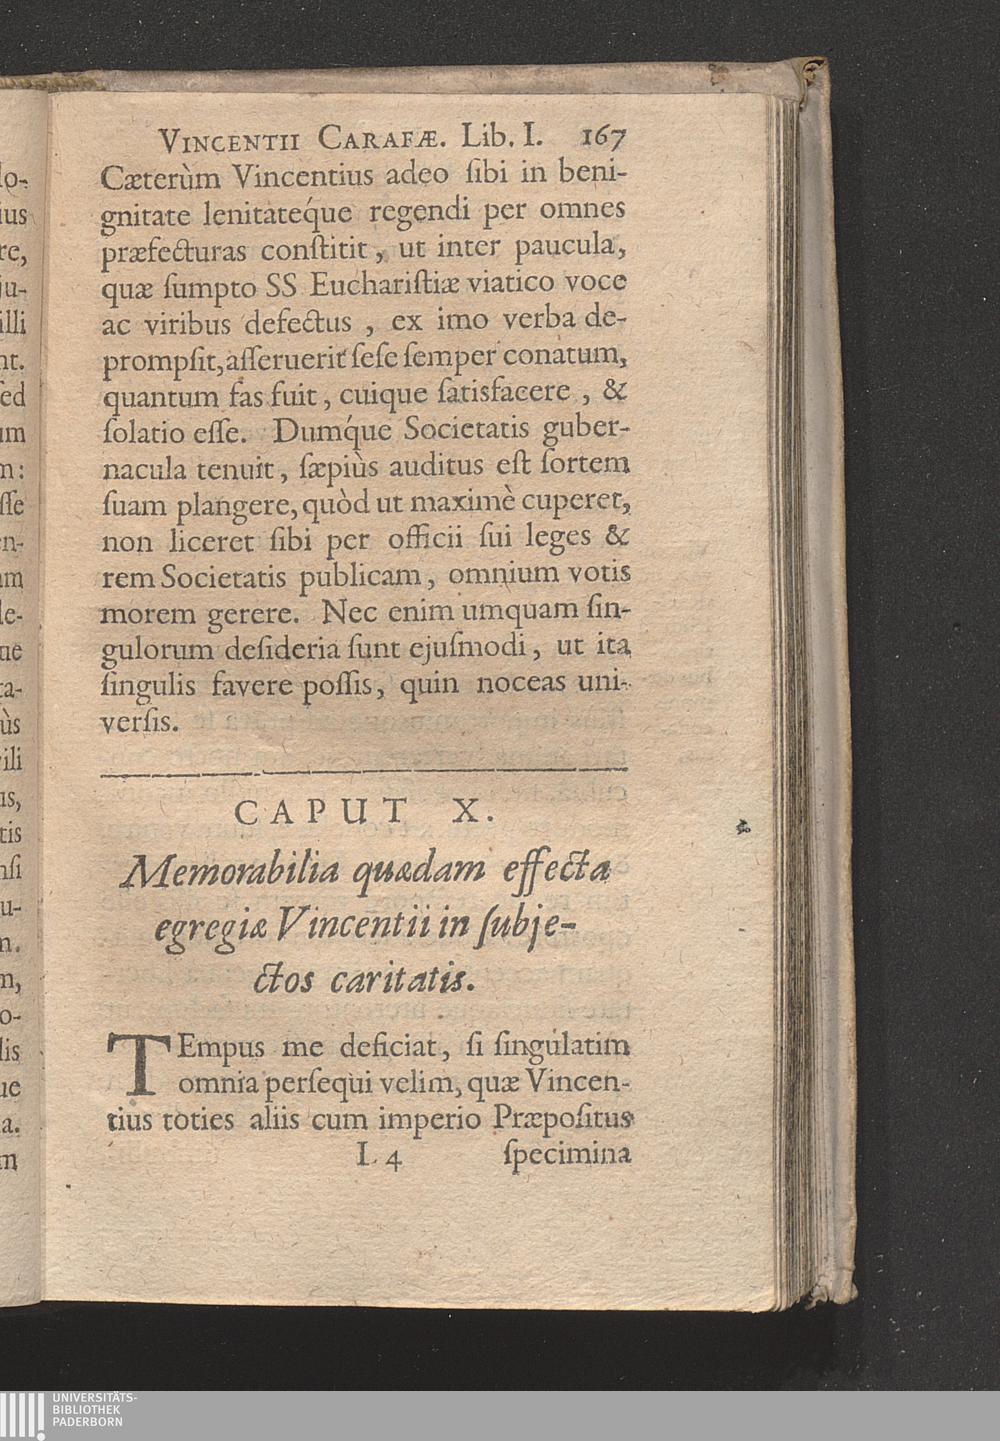 VINCENTII CARAFÆ. Lib. I. 167
Cæterùm Vincentius adeo ſibi in beni-
gnitate lenitatéque regendi per omnes
præfecturas conſtitit, ut inter paucula,
quæ ſumpto SS Euchariſtiæ viatico voce
ac viribus defectus , ex imo verba de-
prompſit, aſſeruerit ſeſe ſemper conatum,
quantum fas fuit, cuique ſatisfacere , &
ſolatio eſſe. Dumq́ue Societatis guber-
nacula tenuit, ſæpiùs auditus eſt ſortem
ſuam plangere, quòd ut maximè cuperet,
non liceret ſibi per officii ſui leges &
rem Societatis publicam, omnium votis
morem gerere. Nec enim umquam ſin-
gulorum deſideria ſunt ejuſmodi, ut ita
ſingulis favere poſſis, quin noceas uni-
verſis.
CAPUT X.
Memorabilia quædam effecta
egregiæ Vincentii in ſubje-
ctos caritatis.
TEmpus me deficiat, ſi ſingulatim
omnia perſequi velim, quæ Vincen-
tius toties aliis cum imperio Præpoſitus
L 4 ſpecimina
UNIVERSITÄTS-
BIBLIOTHEK
PADERBORN